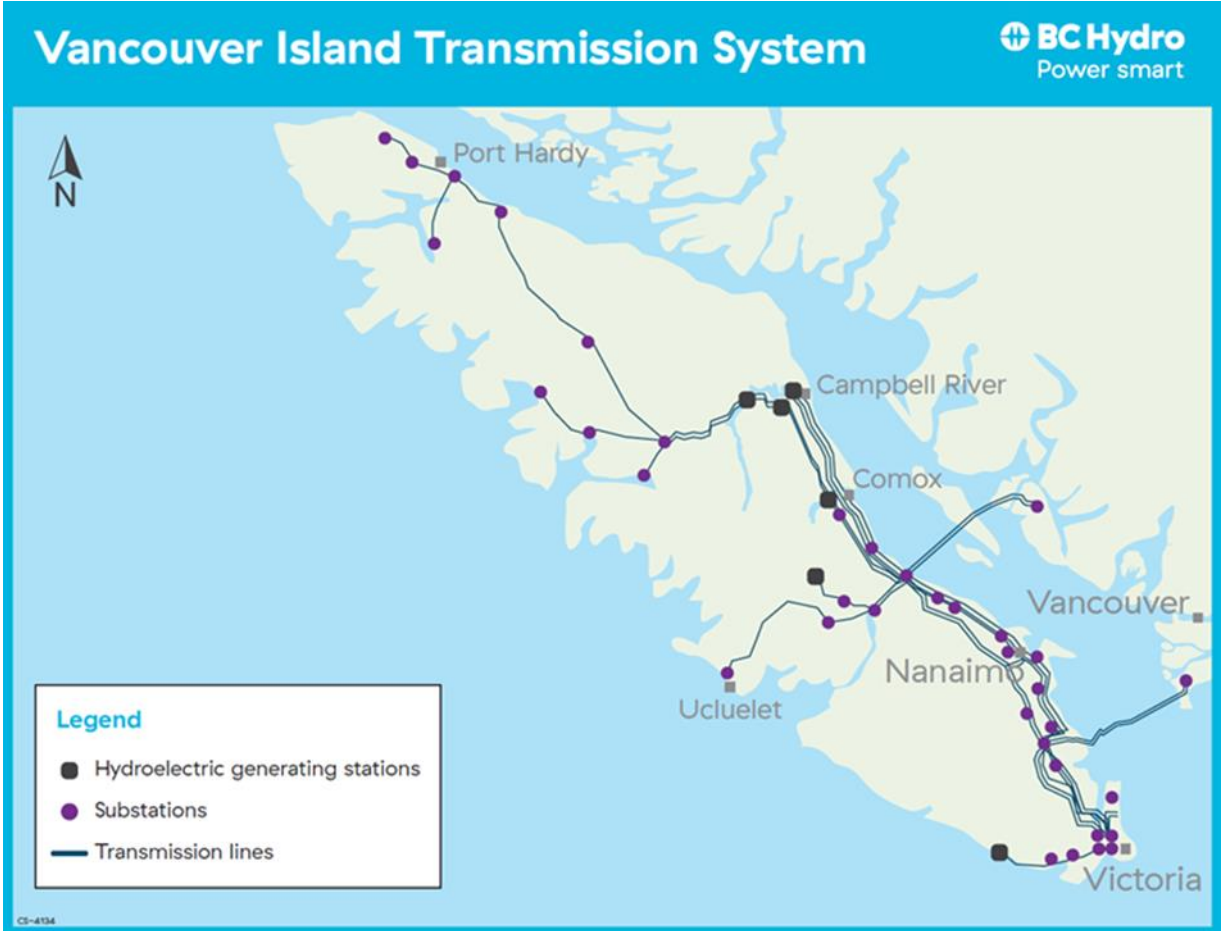 Vancouver Island Transmission System
BC Hydro
Power smart
N
Port Hardy
Campbell River
Comox
Vancouver
Nanaimo
Ucluelet
Victoria
Legend
Hydroelectric generating stations
Substations
Transmission lines
CS-4134